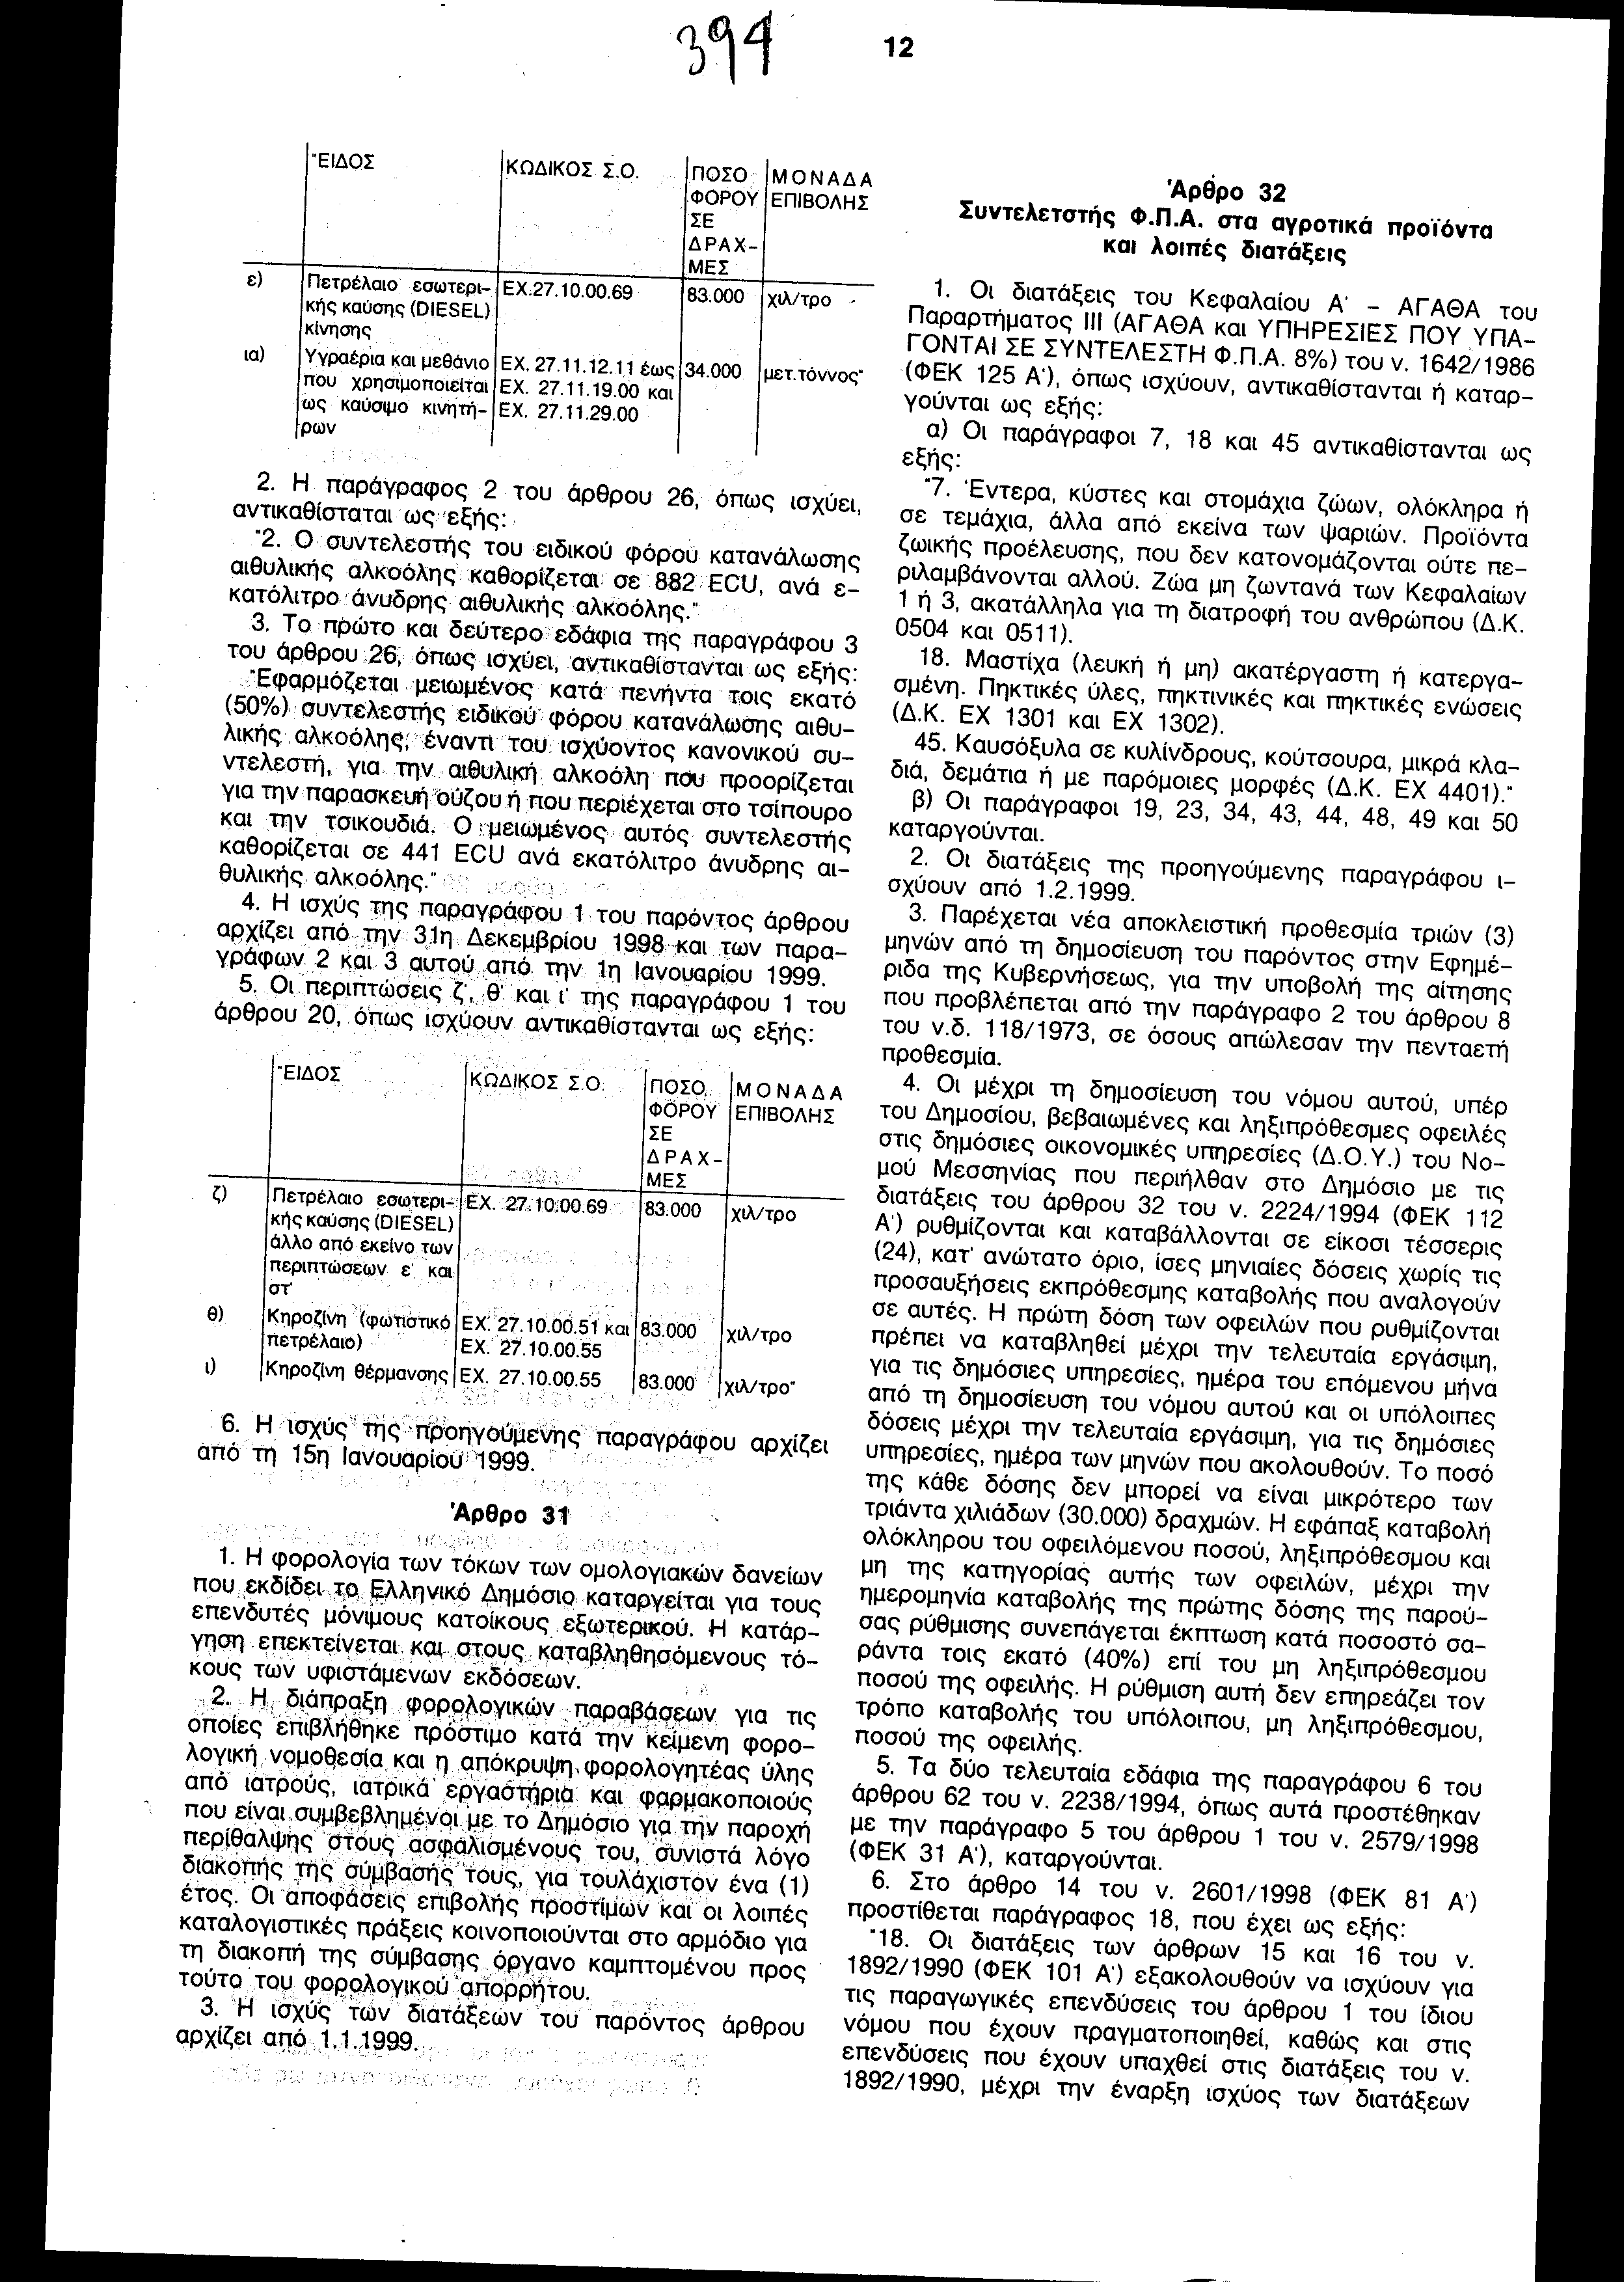 394
12
"ΕΙΔΟΣ ΚΩΔΙΚΟΣ Σ.Ο. ΠΟΣΟ ΜΟΝΑΔΑ
ΦΟΡΟΥ ΕΠΙΒΟΛΗΣ
ΣΕ
ΔΡΑΧ-
ΜΕΣ
ε) Πετρέλαιο εσωτερι- ΕΧ.27.10.00.69 83.000 χιλ/τρο
κής καύσης (DIESEL)
κίνησης
ια) Υγραέρια και μεθάνιο ΕΧ. 27.11.12.11 έως 34.000 μετ.τόννος"
που χρησιμοποιείται ΕΧ. 27.11.19.00 και
ως καύσιμο κινητή- ΕΧ. 27.11.29.00
ρων
2. Η παράγραφος 2 του άρθρου 26, όπως ισχύει,
αντικαθίσταται ως εξής:
"2. Ο συντελεστής του ειδικού φόρου κατανάλωσης
αιθυλικής αλκοόλης καθορίζεται σε 882 ECU, ανά ε-
κατόλιτρο άνυδρης αιθυλικής αλκοόλης."
3. Το πρώτο και δεύτερο εδάφια της παραγράφου 3
του άρθρου 26, όπως ισχύει, αντικαθίστανται ως εξής:
"Εφαρμόζεται μειωμένος κατά πενήντα τοις εκατό
(50%) συντελεστής ειδικού φόρου κατανάλωσης αιθυ-
λικής αλκοόλης, έναντι του ισχύοντος κανονικού συ-
ντελεστή, για την αιθυλική αλκοόλη που προορίζεται
για την παρασκευή ούζου ή που περιέχεται στο τσίπουρο
και την τσικουδιά. Ο μειωμένος αυτός συντελεστής
καθορίζεται σε 441 ECU ανά εκατόλιτρο άνυδρης αι-
θυλικής αλκοόλης."
4. Η ισχύς της παραγράφου 1 του παρόντος άρθρου
αρχίζει από την 31η Δεκεμβρίου 1998 και των παρα-
γράφων 2 και 3 αυτού από την 1η Ιανουαρίου 1999.
5. Οι περιπτώσεις ζ', θ' και ι' της παραγράφου 1 του
άρθρου 20, όπως ισχύουν αντικαθίστανται ως εξής:
"ΕΙΔΟΣ ΚΩΔΙΚΟΣ Σ.Ο. ΠΟΣΟ ΜΟΝΑΔΑ
ΦΟΡΟΥ ΕΠΙΒΟΛΗΣ
ΣΕ
ΔΡΑΧ-
ΜΕΣ
ζ) Πετρέλαιο εσωτερι- ΕΧ. 27.10.00.69 83.000 χιλ/τρο
κής καύσης (DIESEL)
άλλο από εκείνο των
περιπτώσεων ε' και
στ'
θ) Κηροζίνη (φωτιστικό ΕΧ. 27.10.00.51 και 83.000 χιλ/τρο
πετρέλαιο) ΕΧ. 27.10.00.55
ι) Κηροζίνη θέρμανσης ΕΧ. 27.10.00.55 83.000 χιλ/τρο"
6. Η ισχύς της προηγούμενης παραγράφου αρχίζει
από τη 15η Ιανουαρίου 1999.
Άρθρο 31
1. Η φορολογία των τόκων των ομολογιακών δανείων
που εκδίδει το Ελληνικό Δημόσιο καταργείται για τους
επενδυτές μόνιμους κατοίκους εξωτερικού. Η κατάρ-
γηση επεκτείνεται και στους καταβληθησόμενους τό-
κους των υφιστάμενων εκδόσεων.
2. Η διάπραξη φορολογικών παραβάσεων για τις
οποίες επιβλήθηκε πρόστιμο κατά την κείμενη φορο-
λογική νομοθεσία και η απόκρυψη φορολογητέας ύλης
από ιατρούς, ιατρικά εργαστήρια και φαρμακοποιούς
που είναι συμβεβλημένοι με το Δημόσιο για την παροχή
περίθαλψης στους ασφαλισμένους του, συνιστά λόγο
διακοπής της σύμβασής τους, για τουλάχιστον ένα (1)
έτος. Οι αποφάσεις επιβολής προστίμων και οι λοιπές
καταλογιστικές πράξεις κοινοποιούνται στο αρμόδιο για
τη διακοπή της σύμβασης όργανο καμπτομένου προς
τούτο του φορολογικού απορρήτου.
3. Η ισχύς των διατάξεων του παρόντος άρθρου
αρχίζει από 1.1.1999.
Άρθρο 32
Συντελετστής Φ.Π.Α. στα αγροτικά προϊόντα
και λοιπές διατάξεις
1. Οι διατάξεις του Κεφαλαίου Α' - ΑΓΑΘΑ του
Παραρτήματος ΙΙΙ (ΑΓΑΘΑ και ΥΠΗΡΕΣΙΕΣ ΠΟΥ ΥΠΑ-
ΓΟΝΤΑΙ ΣΕ ΣΥΝΤΕΛΕΣΤΗ Φ.Π.Α. 8%) του ν. 1642/1986
(ΦΕΚ 125 Α'), όπως ισχύουν, αντικαθίστανται ή καταρ-
γούνται ως εξής:
α) Οι παράγραφοι 7, 18 και 45 αντικαθίστανται ως
εξής:
"7. Έντερα, κύστες και στομάχια ζώων, ολόκληρα ή
σε τεμάχια, άλλα από εκείνα των ψαριών. Προϊόντα
ζωικής προέλευσης, που δεν κατονομάζονται ούτε πε-
ριλαμβάνονται αλλού. Ζώα μη ζωντανά των Κεφαλαίων
1 ή 3, ακατάλληλα για τη διατροφή του ανθρώπου (Δ.Κ.
0504 και 0511).
18. Μαστίχα (λευκή ή μη) ακατέργαστη ή κατεργα-
σμένη. Πηκτικές ύλες, πηκτινικές και πηκτικές ενώσεις
(Δ.Κ. ΕΧ 1301 και ΕΧ 1302).
45. Καυσόξυλα σε κυλίνδρους, κούτσουρα, μικρά κλα-
διά, δεμάτια ή με παρόμοιες μορφές (Δ.Κ. ΕΧ 4401)."
β) Οι παράγραφοι 19, 23, 34, 43, 44, 48, 49 και 50
καταργούνται.
2. Οι διατάξεις της προηγούμενης παραγράφου ι-
σχύουν από 1.2.1999.
3. Παρέχεται νέα αποκλειστική προθεσμία τριών (3)
μηνών από τη δημοσίευση του παρόντος στην Εφημέ-
ριδα της Κυβερνήσεως, για την υποβολή της αίτησης
που προβλέπεται από την παράγραφο 2 του άρθρου 8
του ν.δ. 118/1973, σε όσους απώλεσαν την πενταετή
προθεσμία.
4. Οι μέχρι τη δημοσίευση του νόμου αυτού, υπέρ
του Δημοσίου, βεβαιωμένες και ληξιπρόθεσμες οφειλές
στις δημόσιες οικονομικές υπηρεσίες (Δ.Ο.Υ.) του Νο-
μού Μεσσηνίας που περιήλθαν στο Δημόσιο με τις
διατάξεις του άρθρου 32 του ν. 2224/1994 (ΦΕΚ 112
Α') ρυθμίζονται και καταβάλλονται σε είκοσι τέσσερις
(24), κατ' ανώτατο όριο, ίσες μηνιαίες δόσεις χωρίς τις
προσαυξήσεις εκπρόθεσμης καταβολής που αναλογούν
σε αυτές. Η πρώτη δόση των οφειλών που ρυθμίζονται
πρέπει να καταβληθεί μέχρι την τελευταία εργάσιμη,
για τις δημόσιες υπηρεσίες, ημέρα του επόμενου μήνα
από τη δημοσίευση του νόμου αυτού και οι υπόλοιπες
δόσεις μέχρι την τελευταία εργάσιμη, για τις δημόσιες
υπηρεσίες, ημέρα των μηνών που ακολουθούν. Το ποσό
της κάθε δόσης δεν μπορεί να είναι μικρότερο των
τριάντα χιλιάδων (30.000) δραχμών. Η εφάπαξ καταβολή
ολόκληρου του οφειλόμενου ποσού, ληξιπρόθεσμου και
μη της κατηγορίας αυτής των οφειλών, μέχρι την
ημερομηνία καταβολής της πρώτης δόσης της παρού-
σας ρύθμισης συνεπάγεται έκπτωση κατά ποσοστό σα-
ράντα τοις εκατό (40%) επί του μη ληξιπρόθεσμου
ποσού της οφειλής. Η ρύθμιση αυτή δεν επηρεάζει τον
τρόπο καταβολής του υπόλοιπου, μη ληξιπρόθεσμου,
ποσού της οφειλής.
5. Τα δύο τελευταία εδάφια της παραγράφου 6 του
άρθρου 62 του ν. 2238/1994, όπως αυτά προστέθηκαν
με την παράγραφο 5 του άρθρου 1 του ν. 2579/1998
(ΦΕΚ 31 Α'), καταργούνται.
6. Στο άρθρο 14 του ν. 2601/1998 (ΦΕΚ 81 Α')
προστίθεται παράγραφος 18, που έχει ως εξής:
"18. Οι διατάξεις των άρθρων 15 και 16 του ν.
1892/1990 (ΦΕΚ 101 Α') εξακολουθούν να ισχύουν για
τις παραγωγικές επενδύσεις του άρθρου 1 του ίδιου
νόμου που έχουν πραγματοποιηθεί, καθώς και στις
επενδύσεις που έχουν υπαχθεί στις διατάξεις του ν.
1892/1990, μέχρι την έναρξη ισχύος των διατάξεων